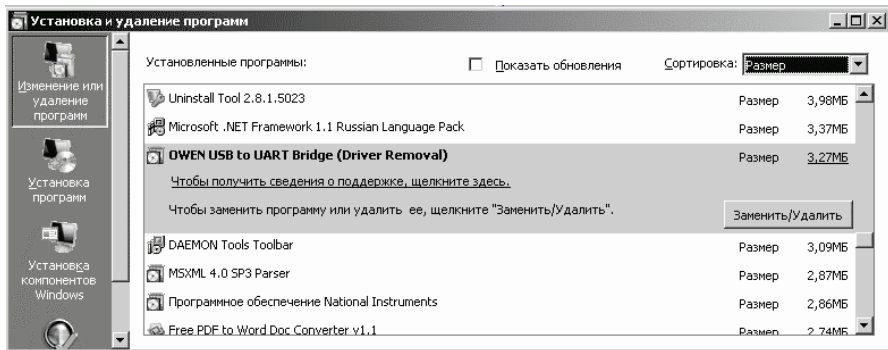 Установка и удаление программ
Изменение или
удаление
программ
Установка
программ
Установка
компонентов
Windows
Установленные программы:
Показать обновления
Сортировка: Размер
Uninstall Tool 2.8.1.5023 Размер 3,98МБ
Microsoft .NET Framework 1.1 Russian Language Pack Размер 3,37МБ
OWEN USB to UART Bridge (Driver Removal) Размер 3,27МБ
Чтобы получить сведения о поддержке, щелкните здесь.
Чтобы заменить программу или удалить ее, щелкните "Заменить/Удалить". Заменить/Удалить
DAEMON Tools Toolbar Размер 3,09МБ
MSXML 4.0 SP3 Parser Размер 2,87МБ
Программное обеспечение National Instruments Размер 2,86МБ
Free PDF to Word Doc Converter v1.1 Размер 2,74МБ